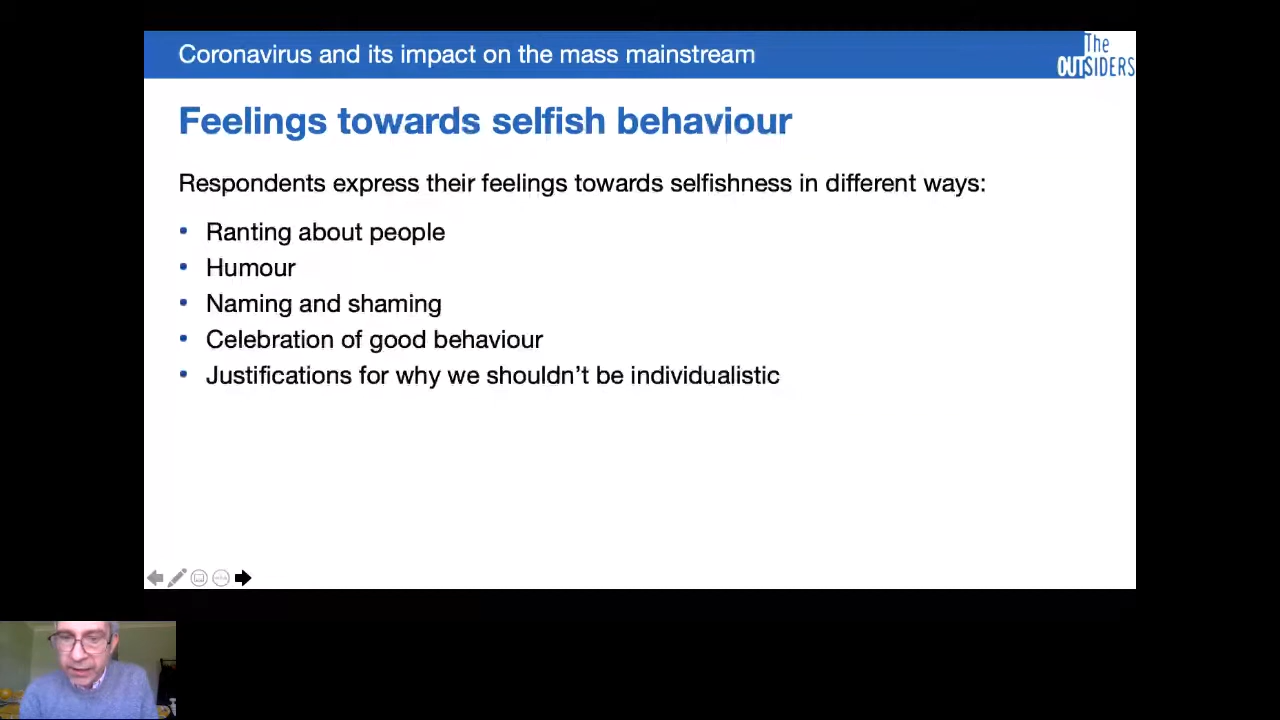 Coronavirus and its impact on the mass mainstream
The
OUTSIDERS
Feelings towards selfish behaviour
Respondents express their feelings towards selfishness in different ways:
• Ranting about people
• Humour
• Naming and shaming
• Celebration of good behaviour
• Justifications for why we shouldn’t be individualistic